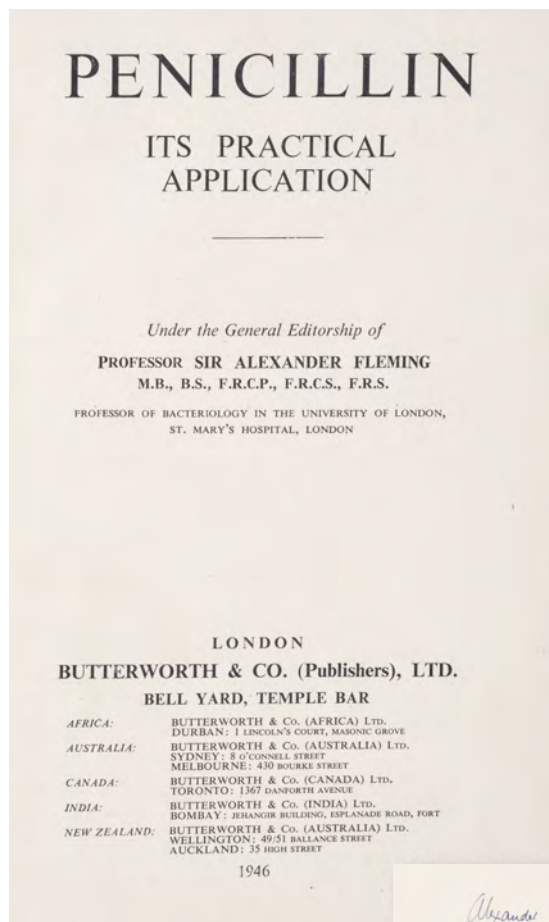 PENICILLIN
ITS PRACTICAL
APPLICATION
Under the General Editorship of
PROFESSOR SIR ALEXANDER FLEMING
M.B., B.S., F.R.C.P., F.R.C.S., F.R.S.
PROFESSOR OF BACTERIOLOGY IN THE UNIVERSITY OF LONDON,
ST. MARY'S HOSPITAL, LONDON
LONDON
BUTTERWORTH & CO. (Publishers), LTD.
BELL YARD, TEMPLE BAR
AFRICA: BUTTERWORTH & Co. (AFRICA) LTD.
DURBAN: 1 LINCOLN'S COURT, MASONIC GROVE
AUSTRALIA: BUTTERWORTH & Co. (AUSTRALIA) LTD.
SYDNEY: 8 O'CONNELL STREET
MELBOURNE: 430 BOURKE STREET
CANADA: BUTTERWORTH & Co. (CANADA) LTD.
TORONTO: 1367 DANFORTH AVENUE
INDIA: BUTTERWORTH & Co. (INDIA) LTD.
BOMBAY: JEHANGIR BUILDING, ESPLANADE ROAD, FORT
NEW ZEALAND: BUTTERWORTH & Co. (AUSTRALIA) LTD.
WELLINGTON: 49/51 BALLANCE STREET
AUCKLAND: 35 HIGH STREET
1946
Alexander